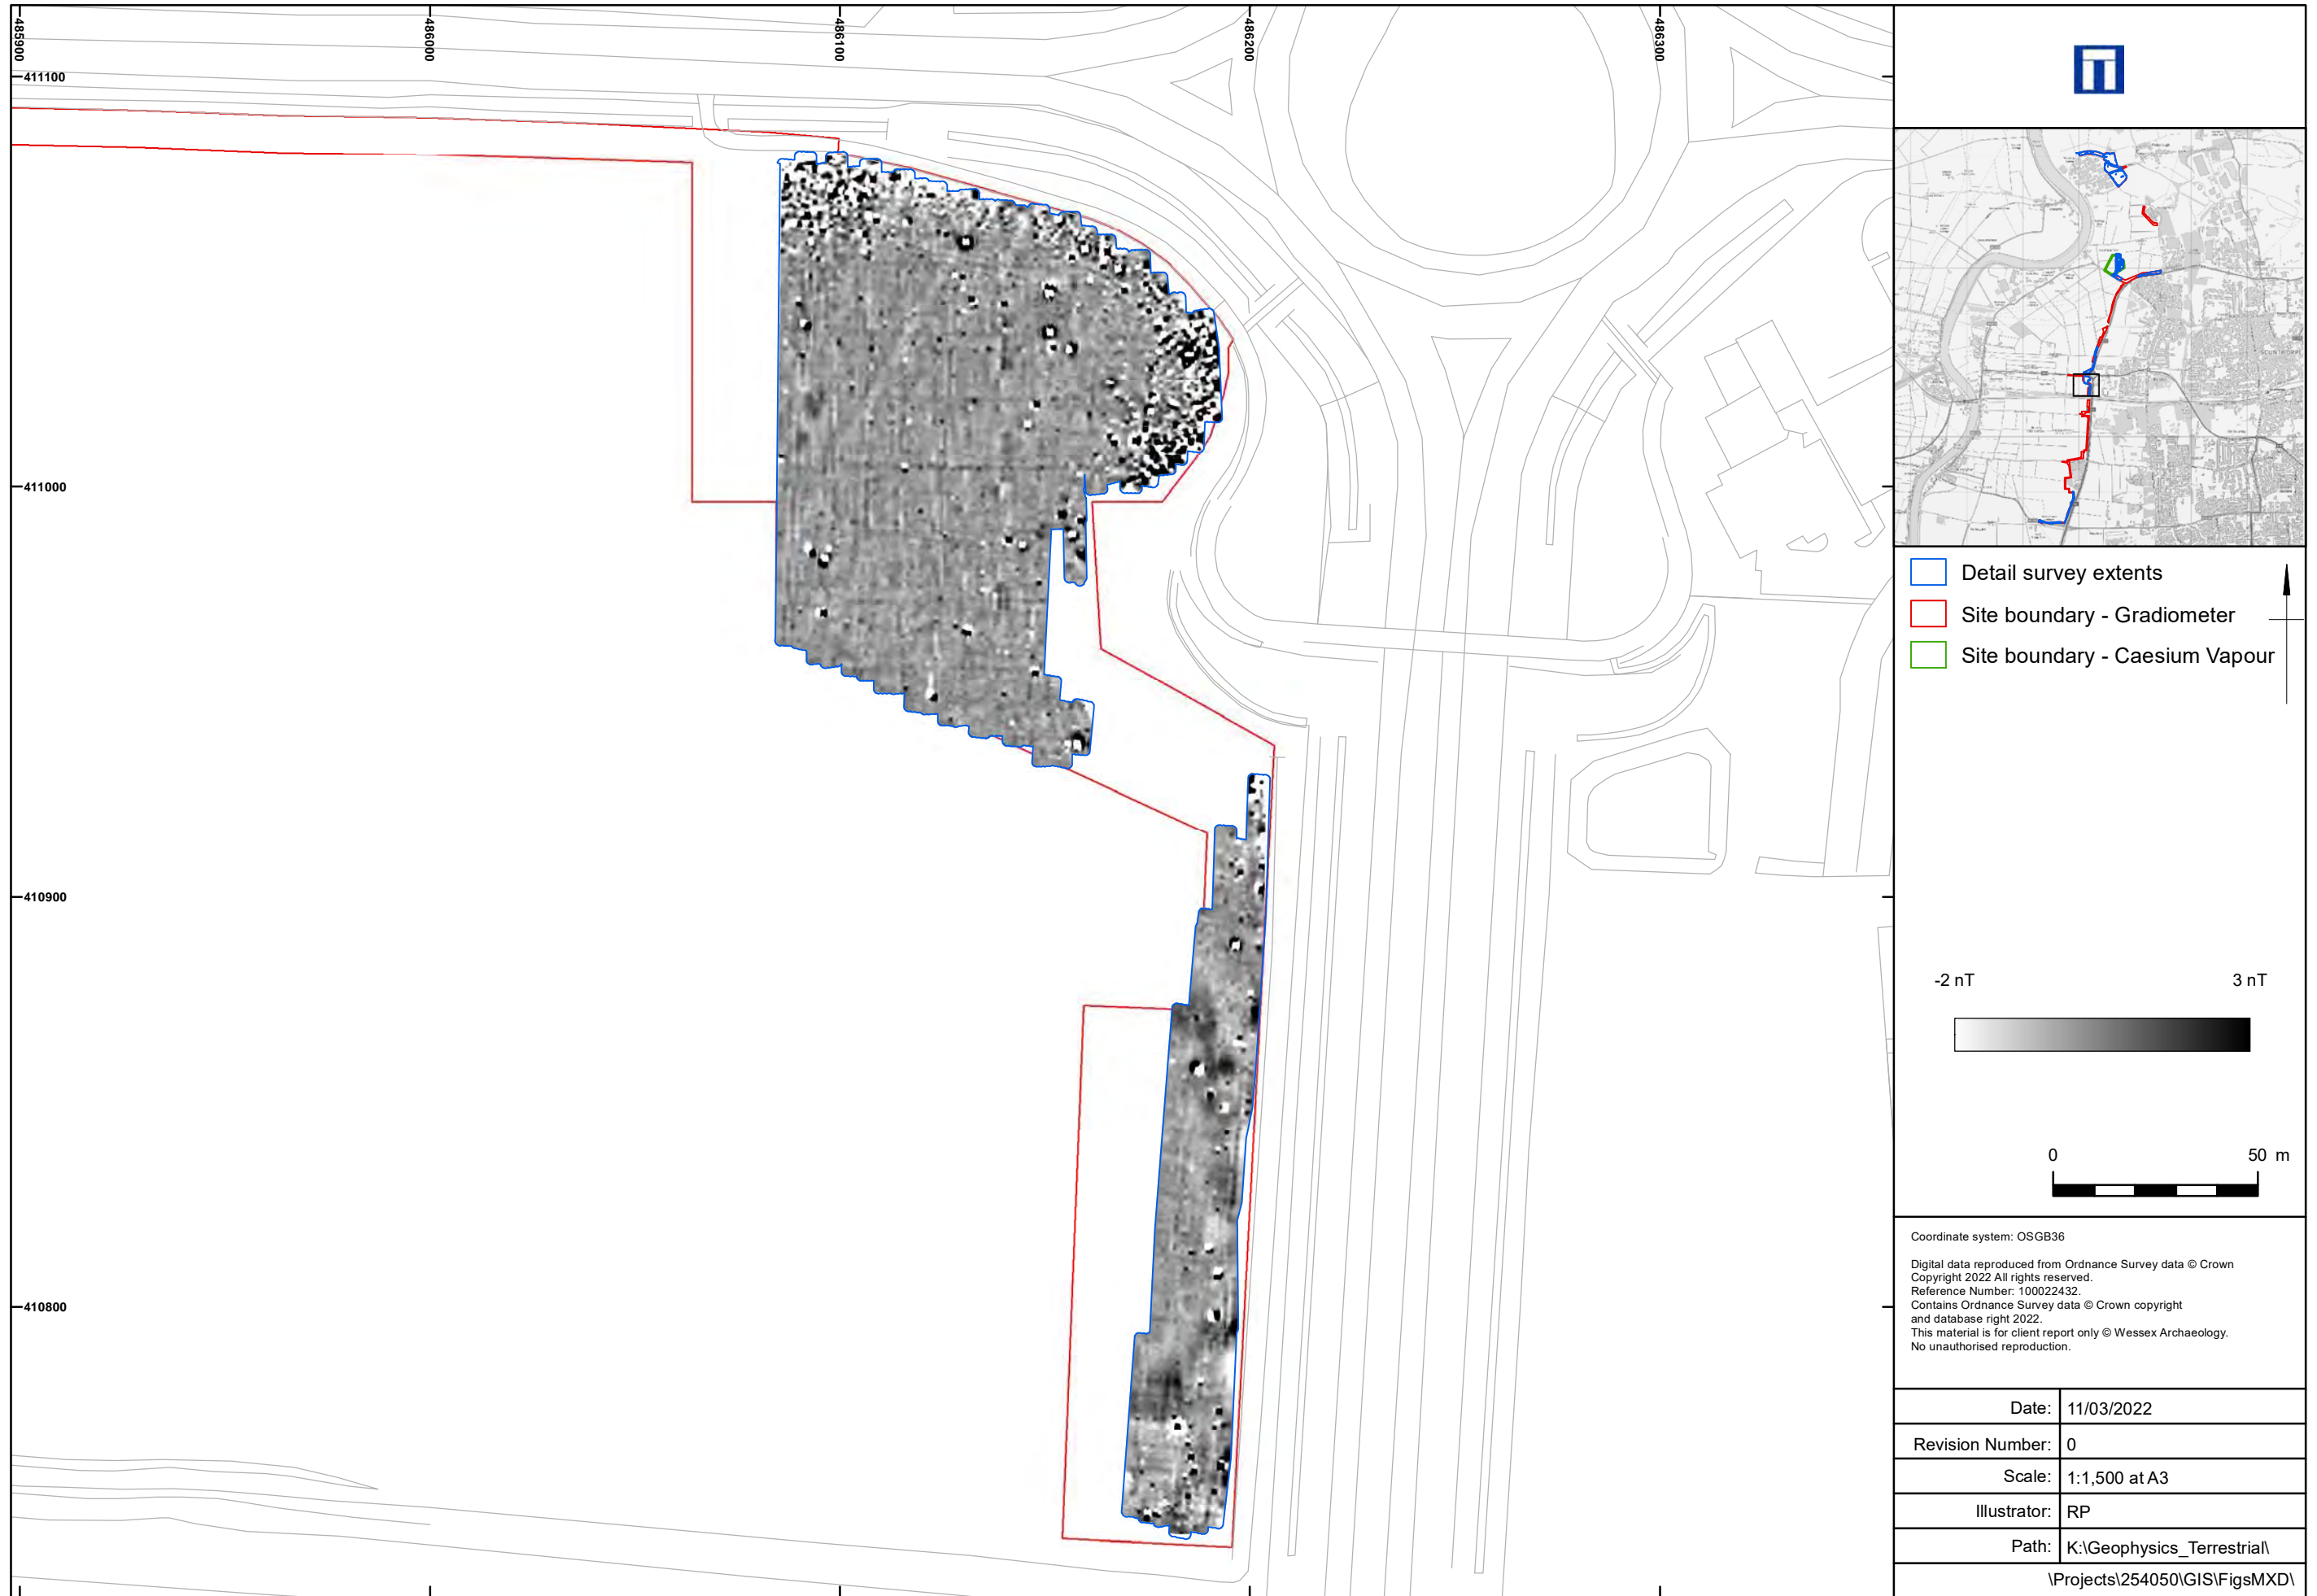 485900
486000
486100
486200
486300
411100
411000
410900
410800
Detail survey extents
Site boundary - Gradiometer
Site boundary - Caesium Vapour
-2 nT 3 nT
0 50 m
Coordinate system: OSGB36
Digital data reproduced from Ordnance Survey data © Crown
Copyright 2022 All rights reserved.
Reference Number: 100022432.
Contains Ordnance Survey data © Crown copyright
and database right 2022.
This material is for client report only © Wessex Archaeology.
No unauthorised reproduction.
Date: 11/03/2022
Revision Number: 0
Scale: 1:1,500 at A3
Illustrator: RP
Path: K:\Geophysics_Terrestrial\
\Projects\254050\GIS\FigsMXD\